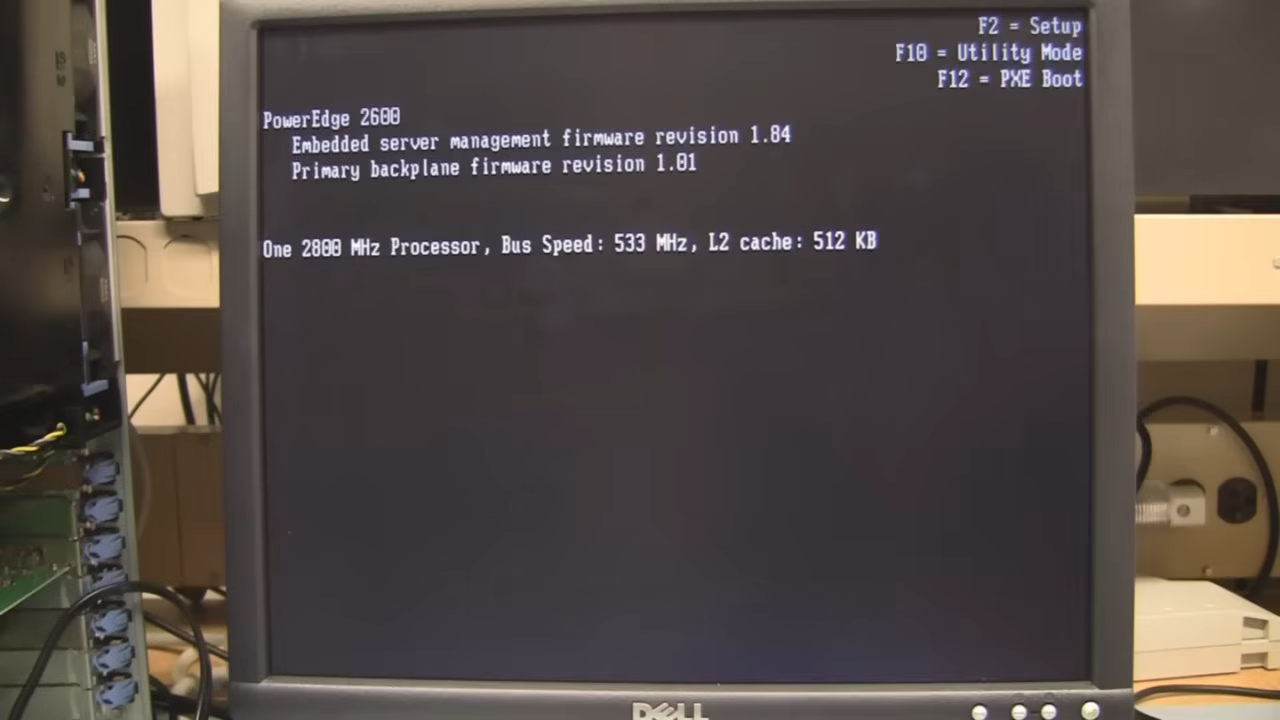 F2 = Setup
F10 = Utility Mode
F12 = PXE Boot
PowerEdge 2600
Embedded server management firmware revision 1.84
Primary backplane firmware revision 1.01
One 2800 MHz Processor, Bus Speed: 533 MHz, L2 cache: 512 KB
DELL